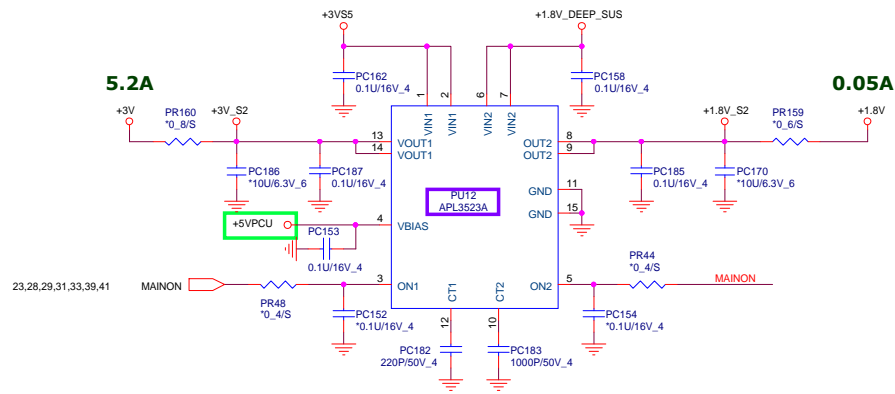 +3VS5
+1.8V_DEEP_SUS
5.2A
0.05A
PC162
0.1U/16V_4
PC158
0.1U/16V_4
+3V
PR160
*0_8/S
+3V_S2
+1.8V_S2
PR159
*0_6/S
+1.8V
1
2
6
7
VIN1
VIN1
VIN2
VIN2
13
14
VOUT1
VOUT1
OUT2
OUT2
8
9
PC186
*10U/6.3V_6
PC187
0.1U/16V_4
PC185
0.1U/16V_4
PC170
*10U/6.3V_6
PU12
APL3523A
GND
11
GND
15
+5VPCU
4
VBIAS
PC153
0.1U/16V_4
23,28,29,31,33,39,41
MAINON
PR48
*0_4/S
3
ON1
CT1
CT2
ON2
5
PR44
*0_4/S
MAINON
PC152
*0.1U/16V_4
PC154
*0.1U/16V_4
12
10
PC182
220P/50V_4
PC183
1000P/50V_4